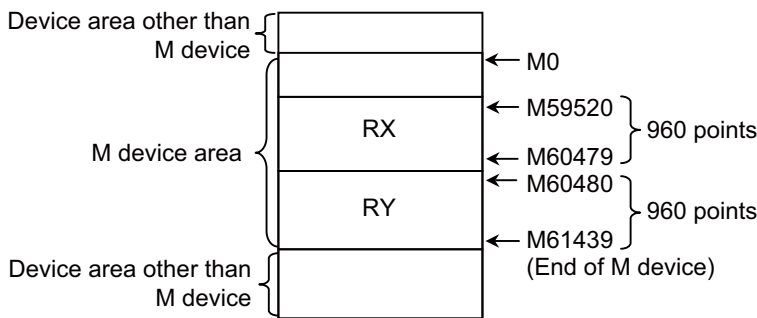 Device area other than
M device
M0
M59520
RX
960 points
M device area
M60479
M60480
RY
960 points
M61439
(End of M device)
Device area other than
M device